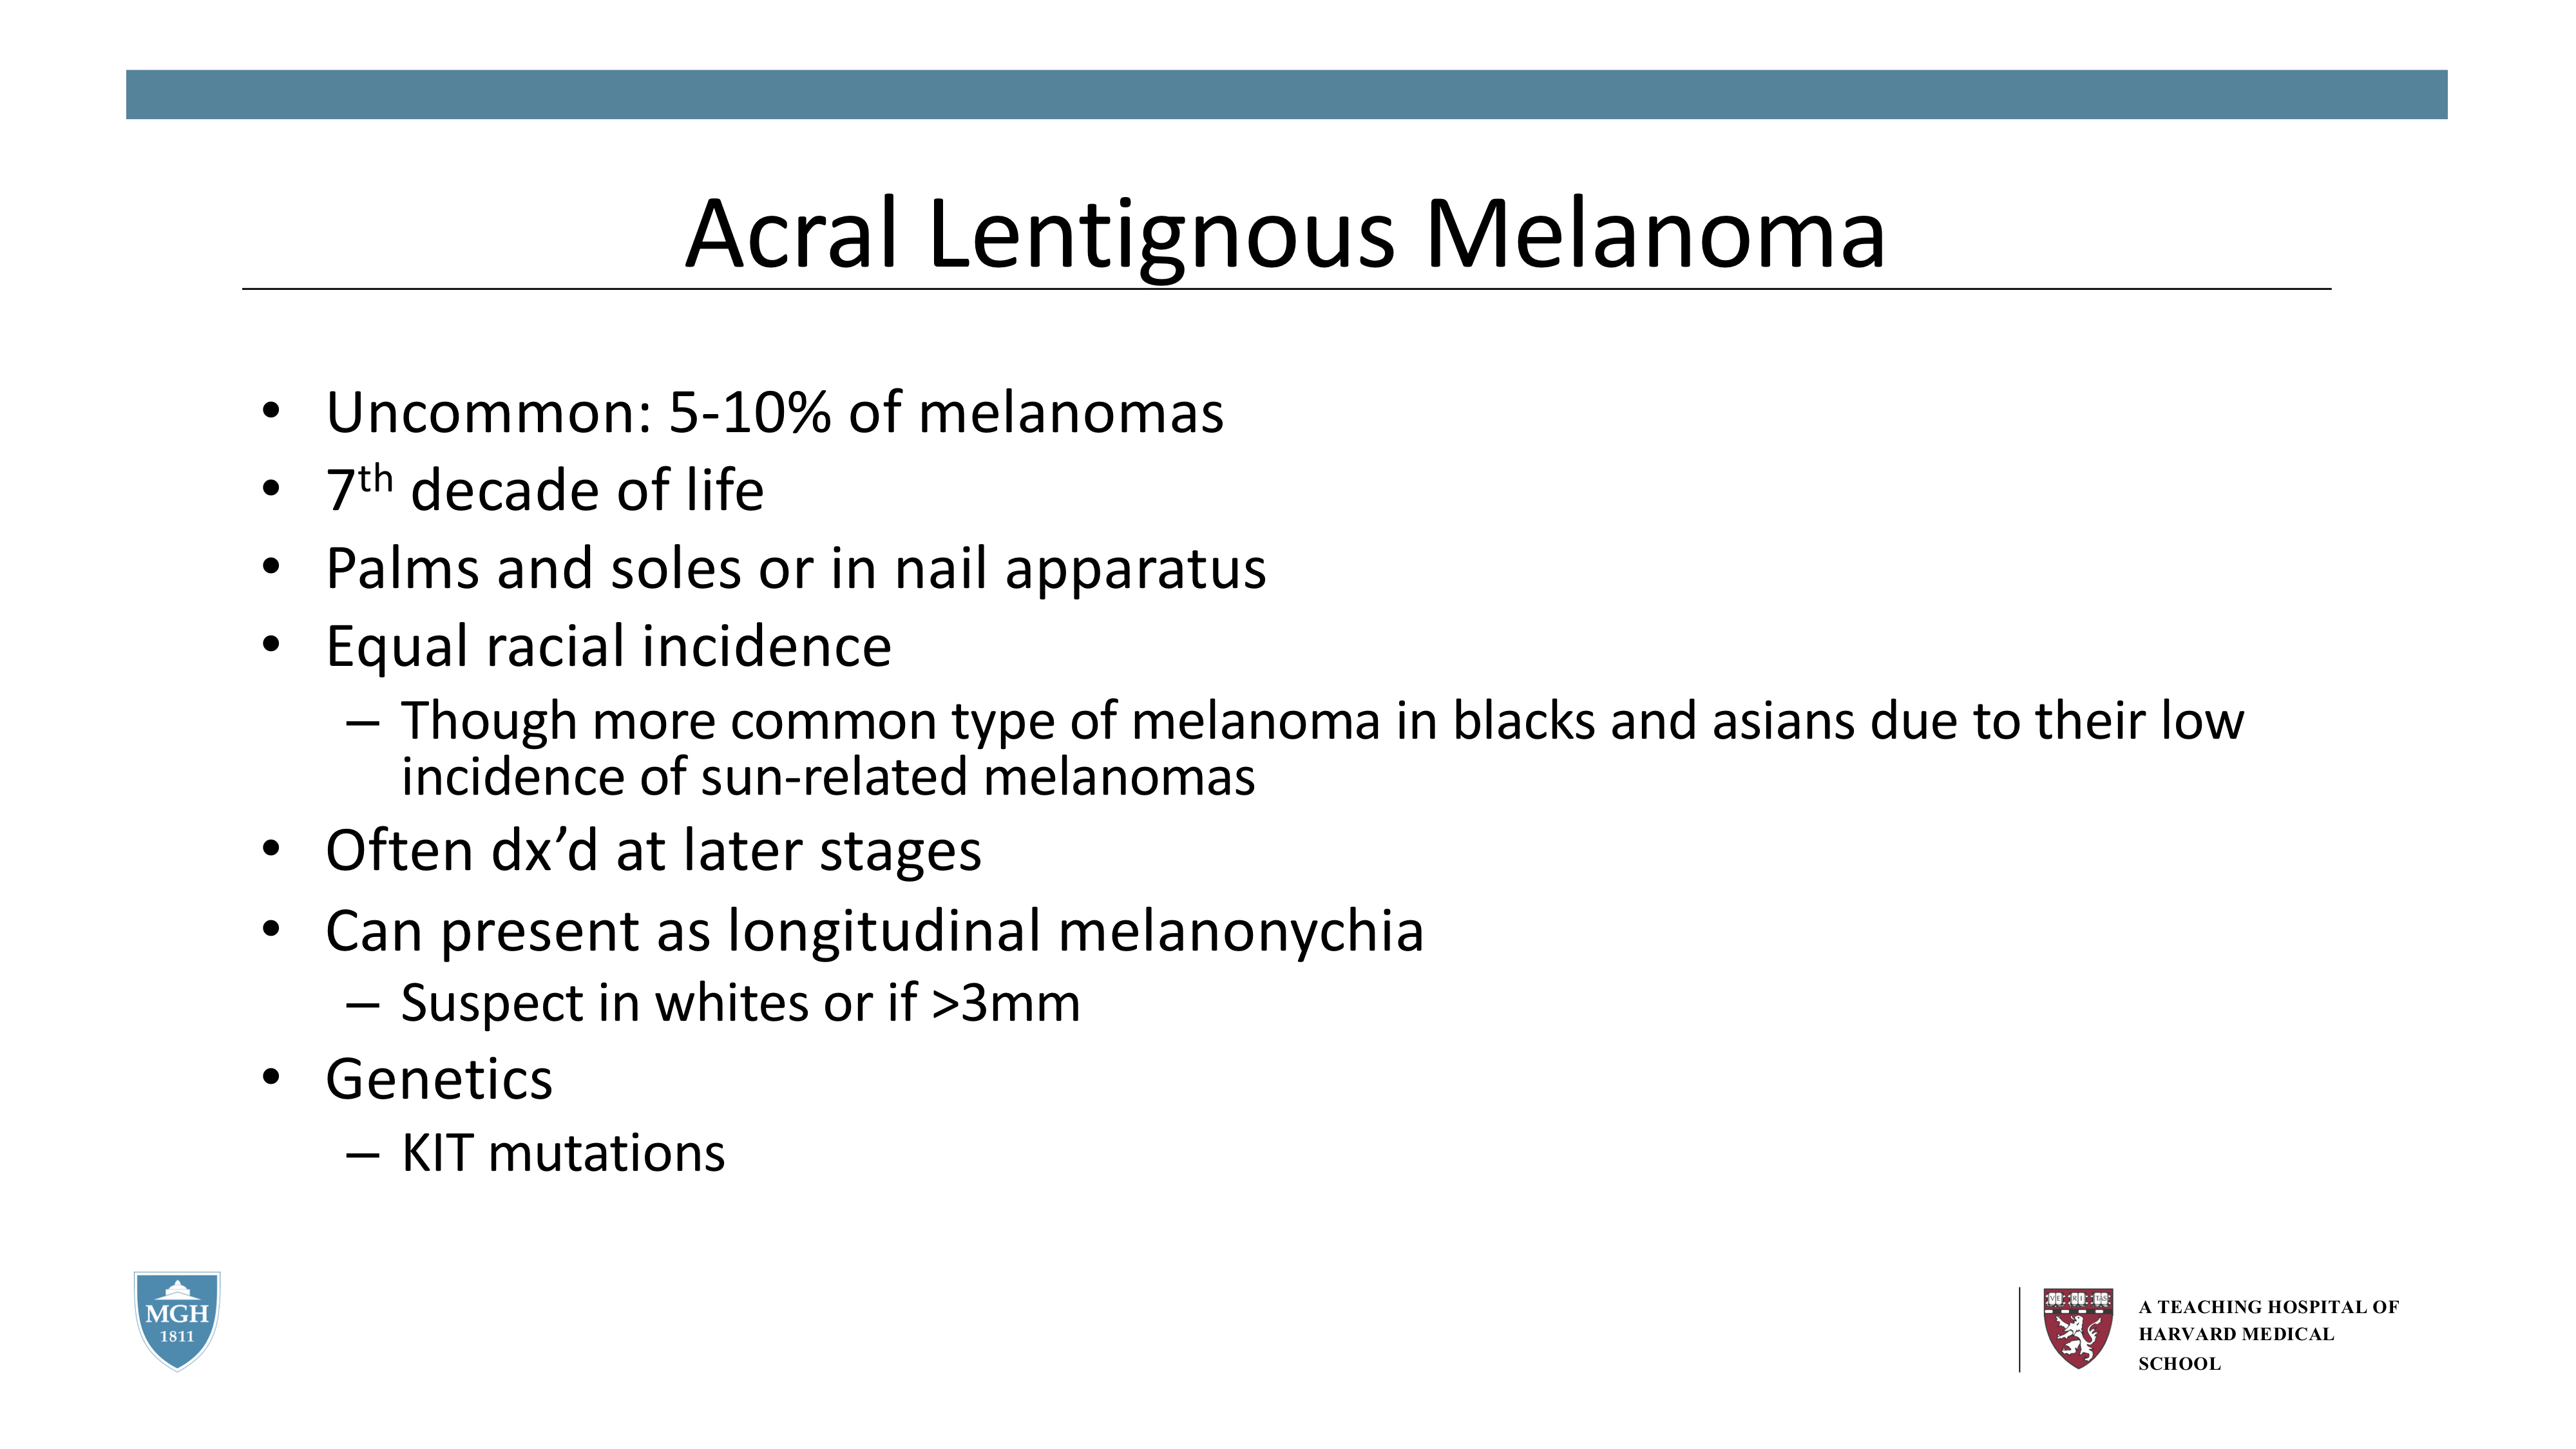 Acral Lentignous Melanoma
• Uncommon: 5-10% of melanomas
• 7th decade of life
• Palms and soles or in nail apparatus
• Equal racial incidence
– Though more common type of melanoma in blacks and asians due to their low
incidence of sun-related melanomas
• Often dx’d at later stages
• Can present as longitudinal melanonychia
– Suspect in whites or if >3mm
• Genetics
– KIT mutations
MGH
1811
VE RI TAS
A TEACHING HOSPITAL OF
HARVARD MEDICAL
SCHOOL